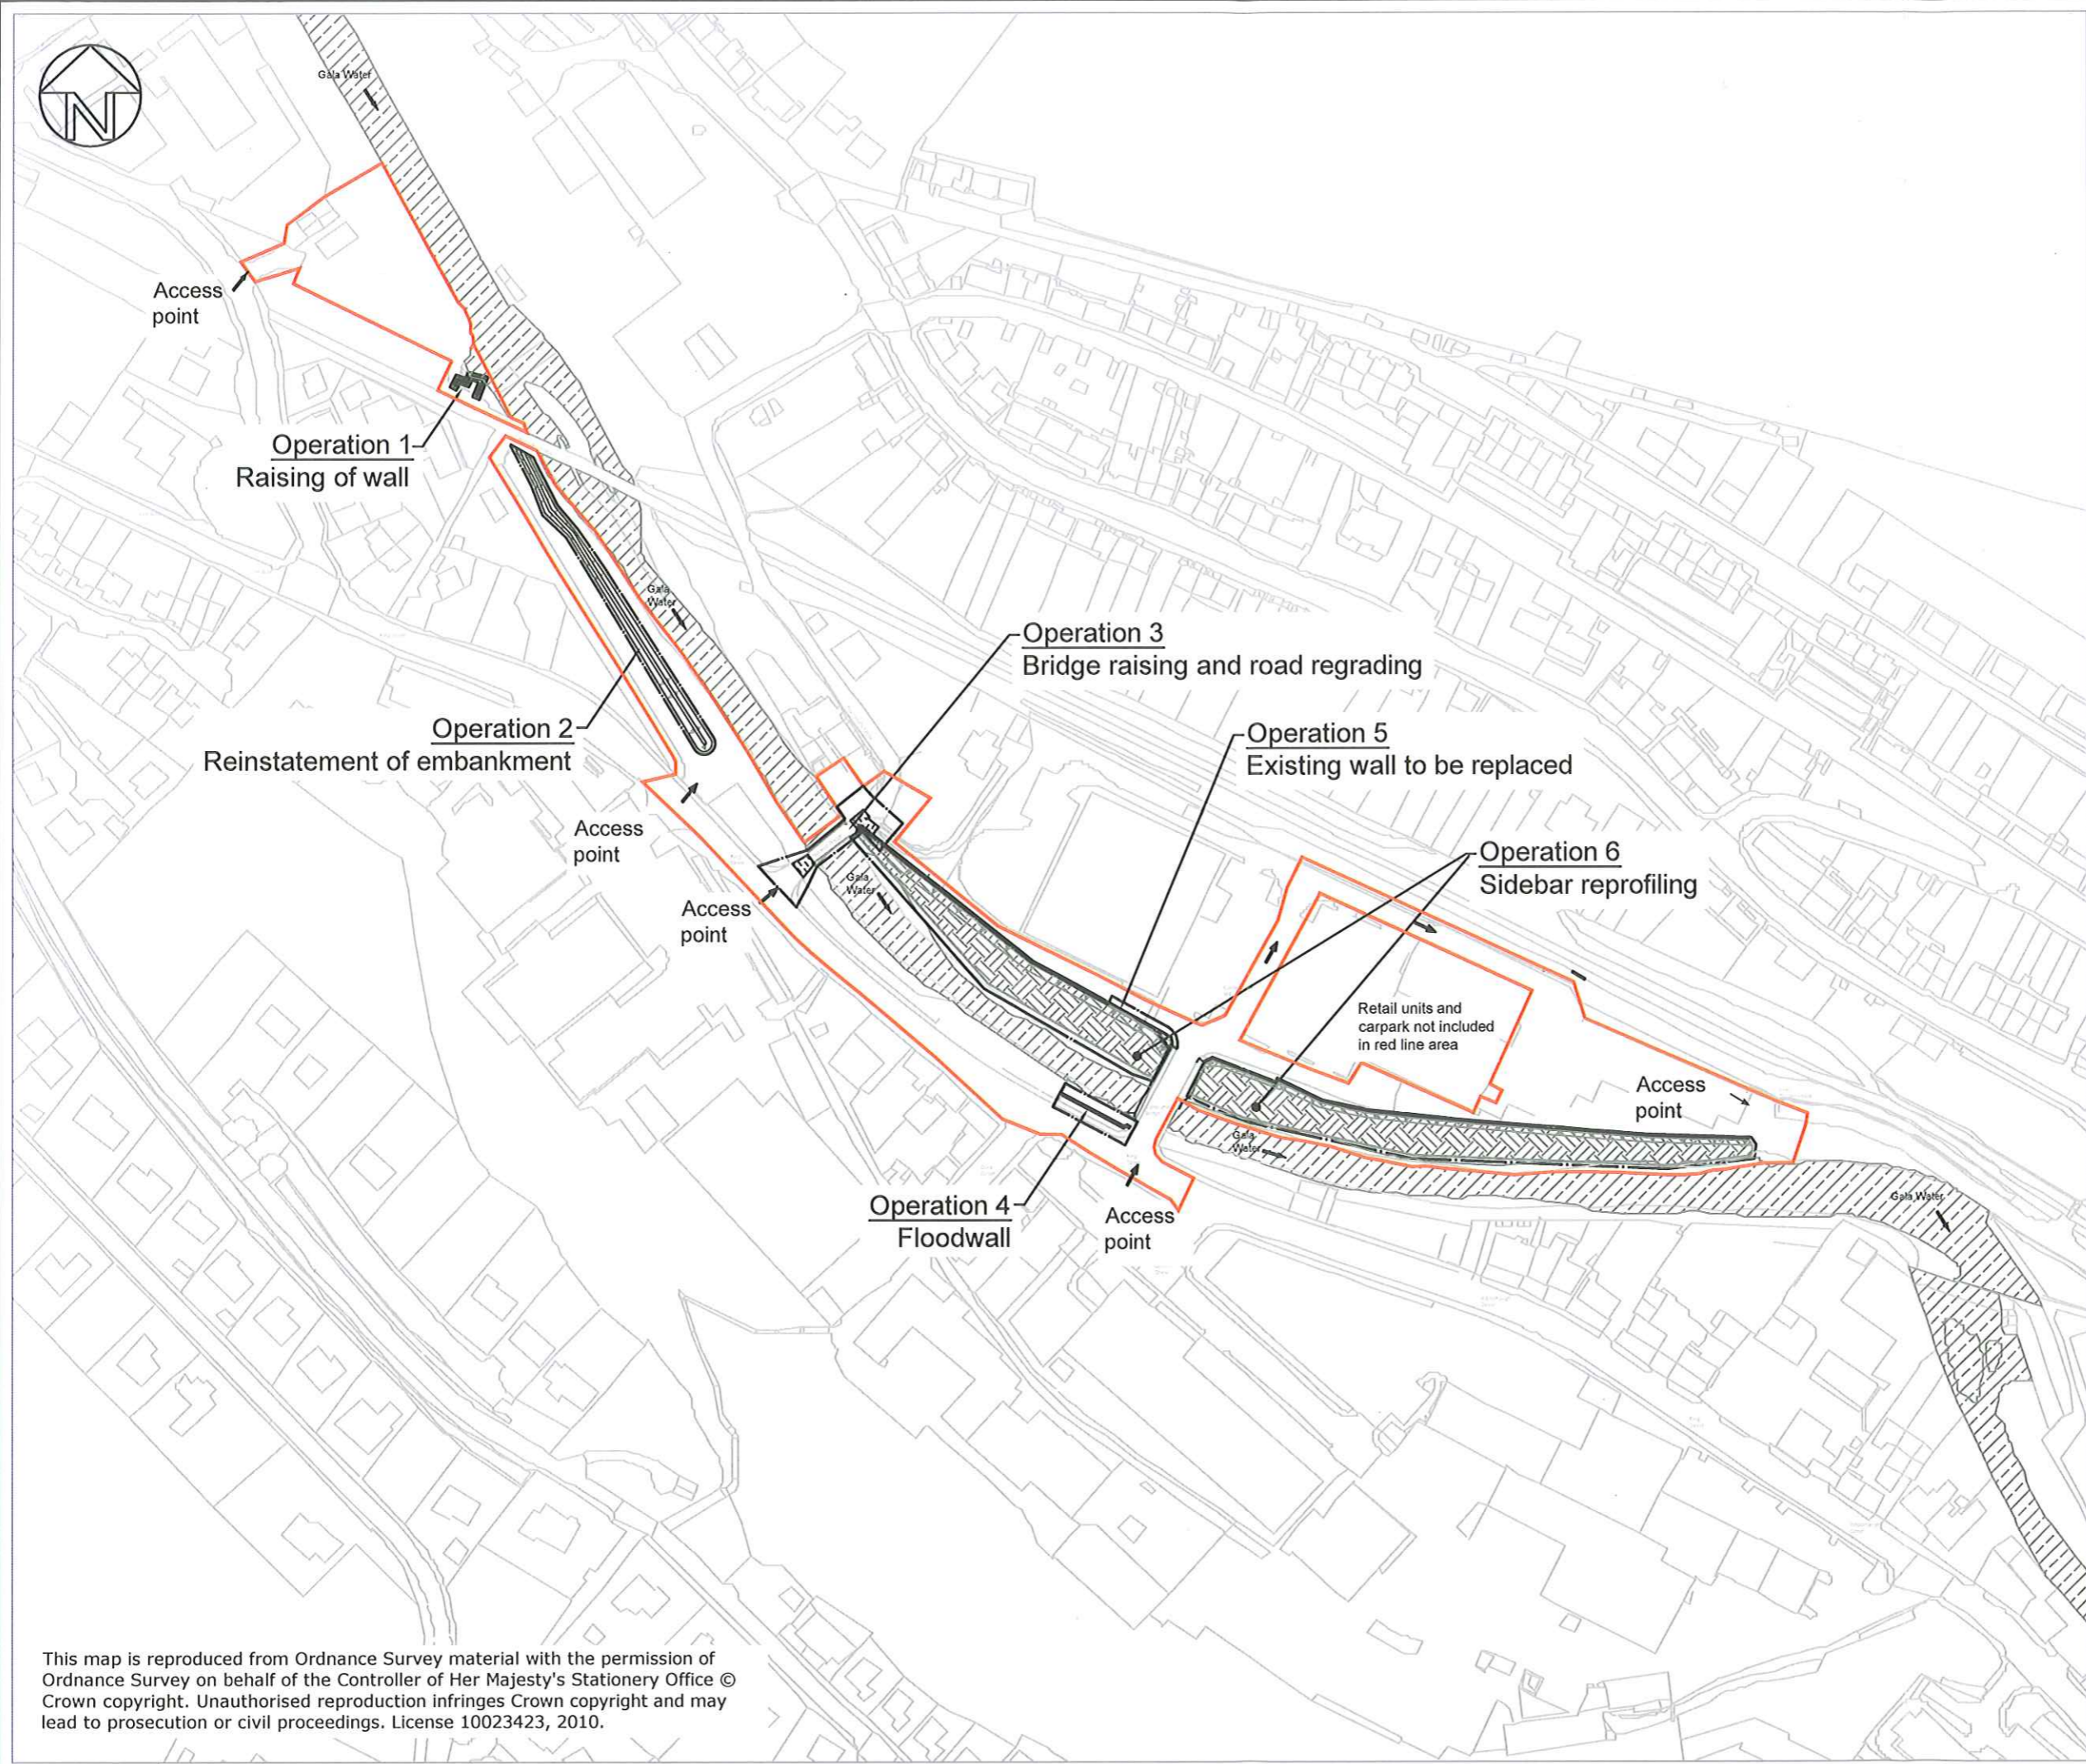 Gala Water
N
Access
point
Operation 1
Raising of wall
Gala
Water
Operation 3
Bridge raising and road regrading
Operation 2
Reinstatement of embankment
Operation 5
Existing wall to be replaced
Access
point
Operation 6
Sidebar reprofiling
Gala
Water
Access
point
Retail units and
carpark not included
in red line area
Access
point
Gala
Water
Gala Water
Operation 4
Floodwall
Access
point
This map is reproduced from Ordnance Survey material with the permission of
Ordnance Survey on behalf of the Controller of Her Majesty's Stationery Office ©
Crown copyright. Unauthorised reproduction infringes Crown copyright and may
lead to prosecution or civil proceedings. License 10023423, 2010.